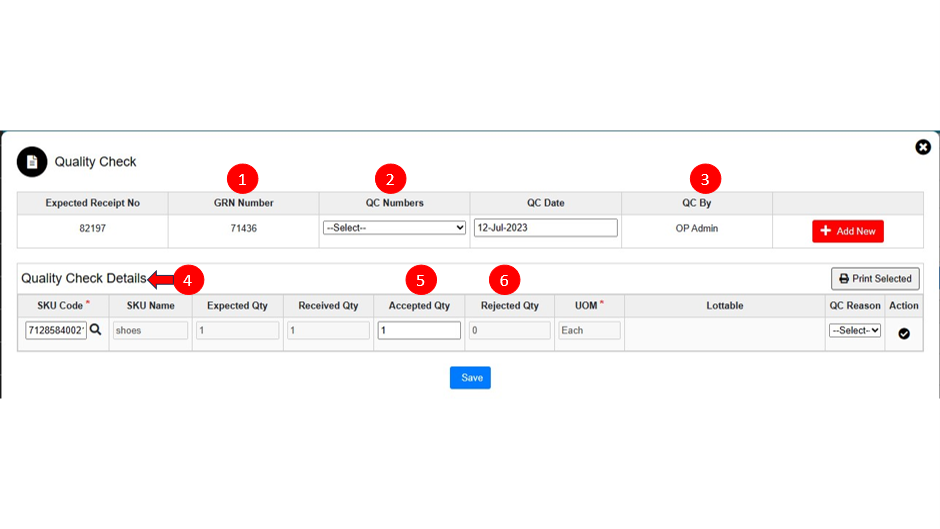 Quality Check
1 2 3
Expected Receipt No GRN Number QC Numbers QC Date QC By
82197 71436 --Select-- 12-Jul-2023 OP Admin Add New
Quality Check Details 4 5 6 Print Selected
SKU Code * SKU Name Expected Qty Received Qty Accepted Qty Rejected Qty UOM * Lottable QC Reason Action
7128584002 shoes 1 1 1 0 Each --Select--
Save